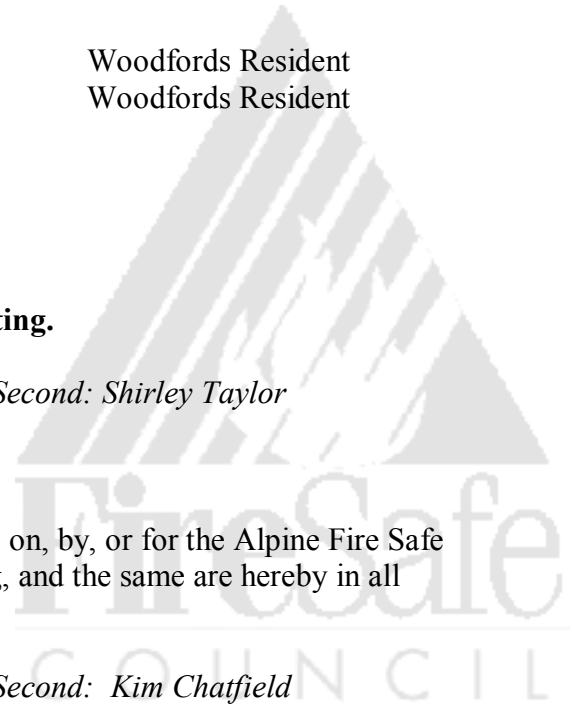 Woodfords Resident
Woodfords Resident
ting.
Second: Shirley Taylor
on, by, or for the Alpine Fire Safe
, and the same are hereby in all
FireSafe
Second: Kim Chatfield
COUNCIL